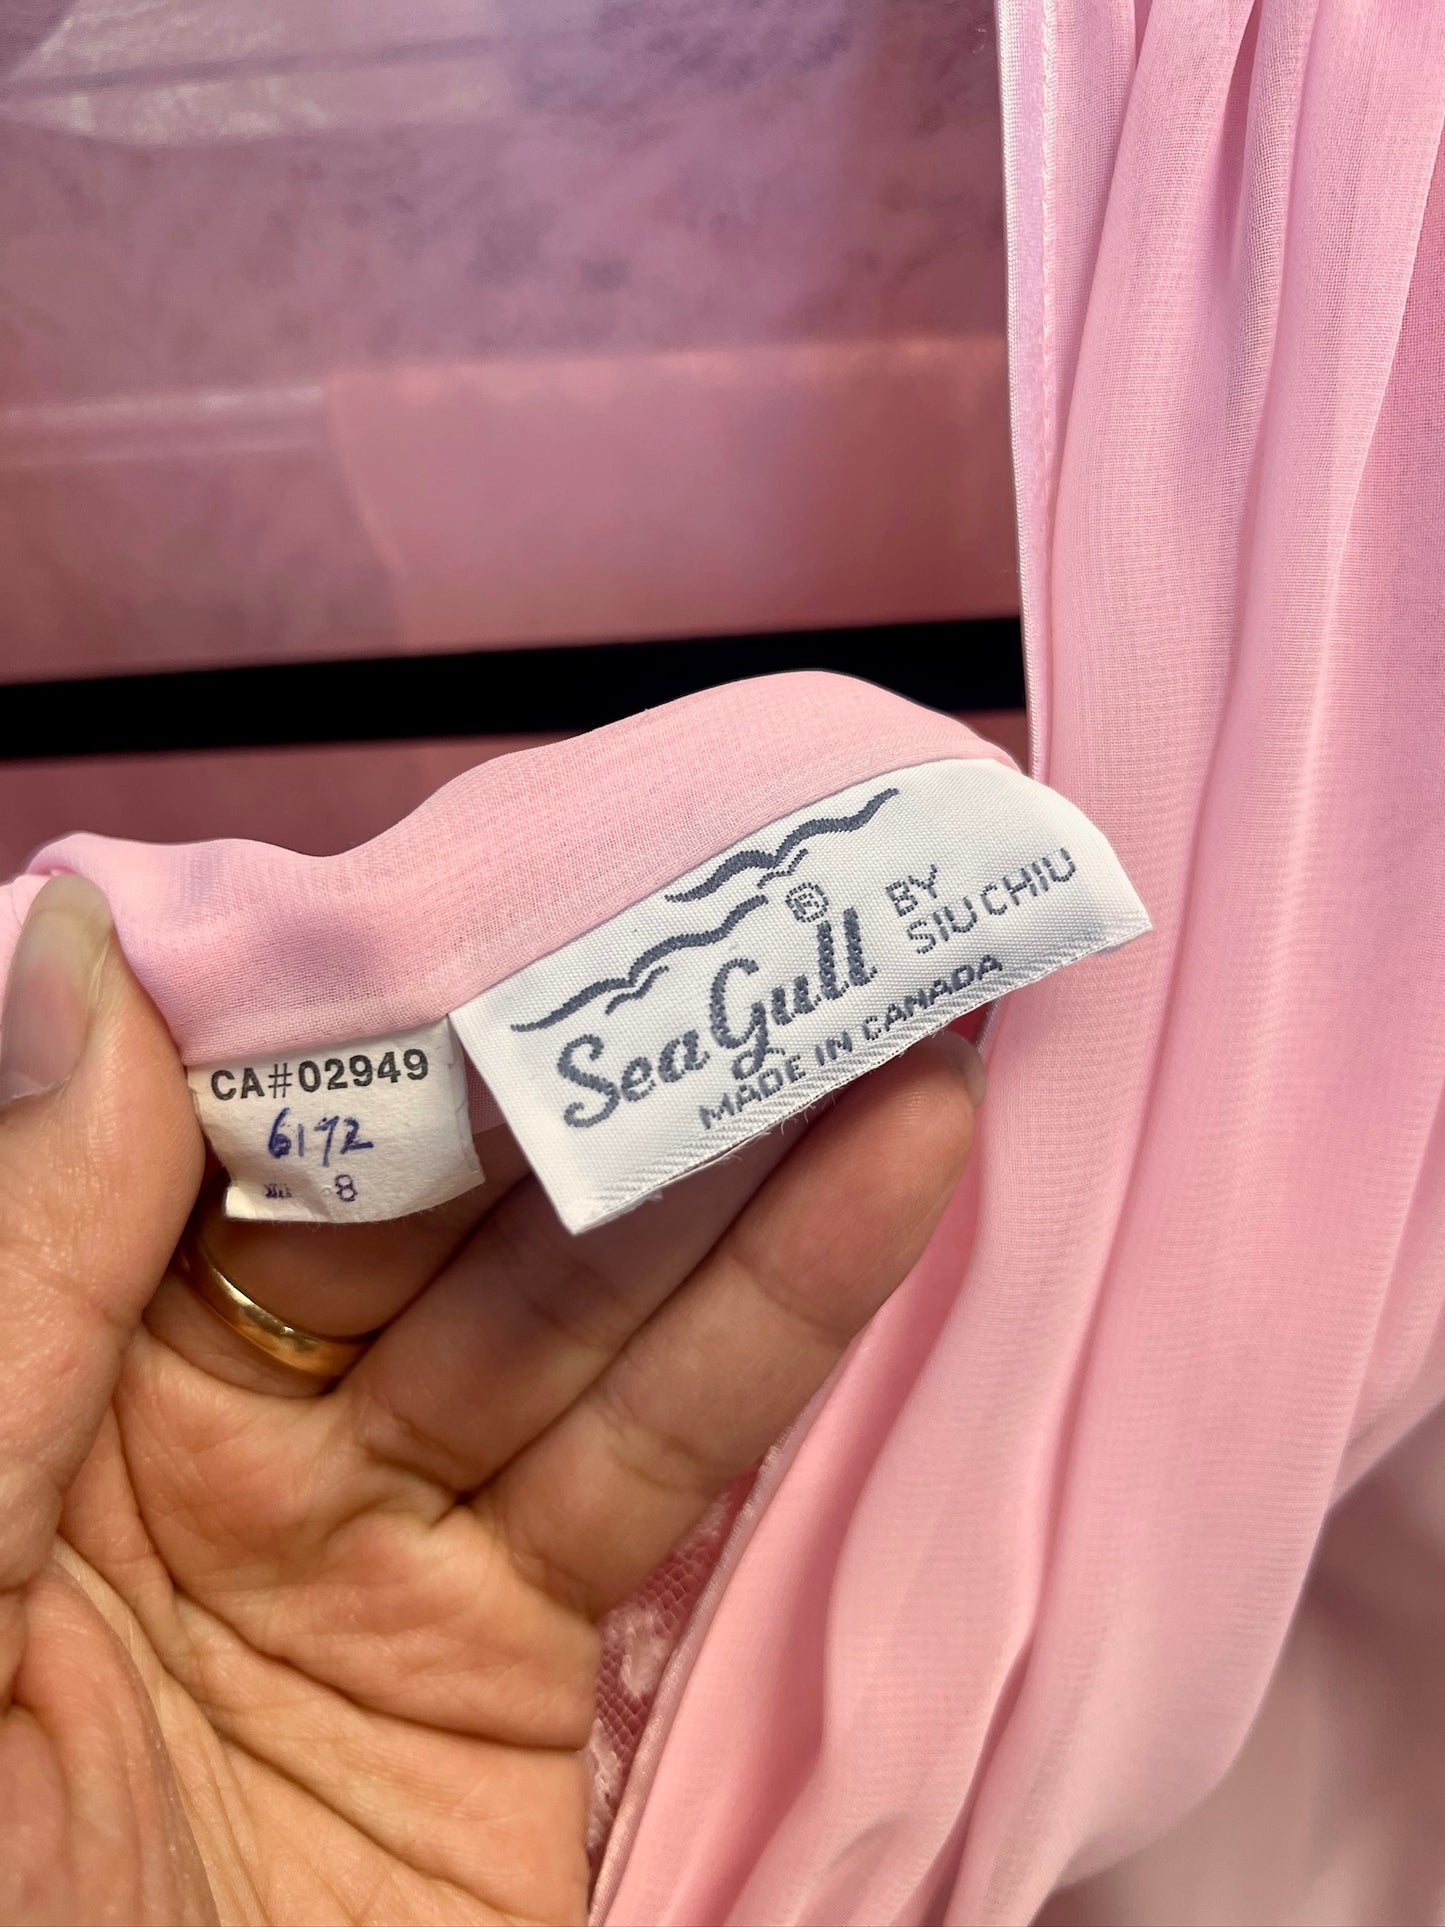 SeaGull®
BY
SIU CHIU
MADE IN CANADA
CA#02949
6172
8